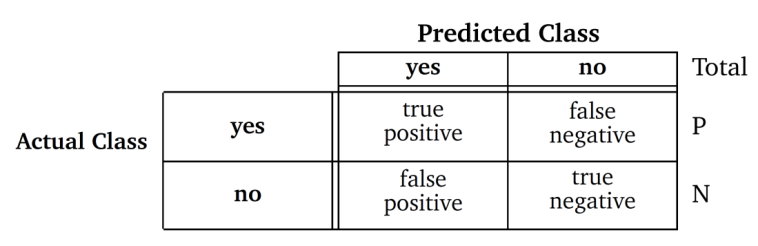 Predicted Class
yes no Total
Actual Class
yes
true positive
false negative
P
no
false positive
true negative
N